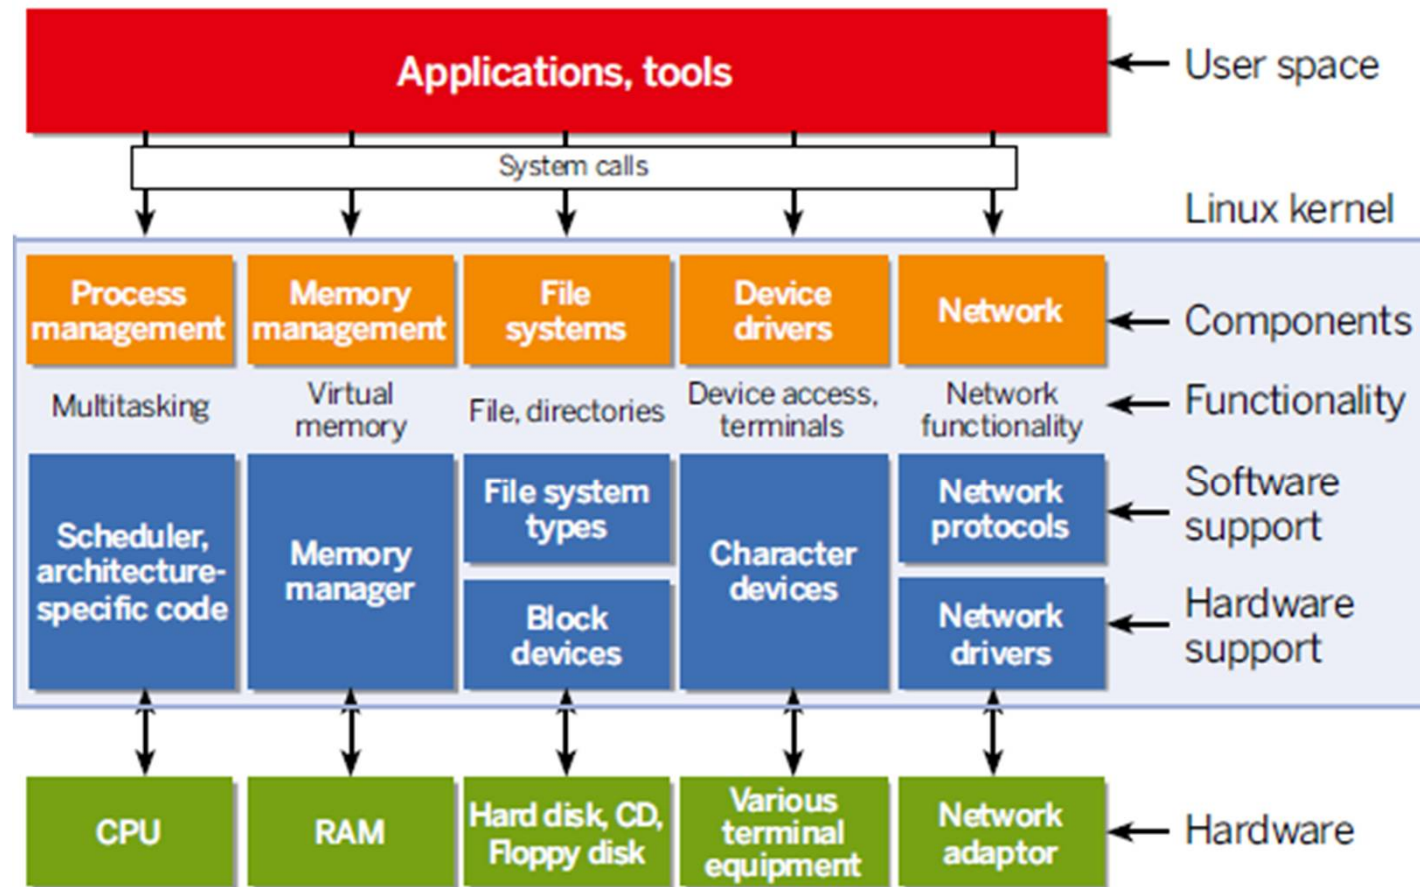 Applications, tools
User space
System calls
Linux kernel
Process
management
Memory
management
File
systems
Device
drivers
Network
Components
Multitasking
Virtual
memory
File, directories
Device access,
terminals
Network
functionality
Functionality
Scheduler,
architecture-
specific code
Memory
manager
File system
types
Block
devices
Character
devices
Network
protocols
Network
drivers
Software
support
Hardware
support
CPU
RAM
Hard disk, CD,
Floppy disk
Various
terminal
equipment
Network
adaptor
Hardware